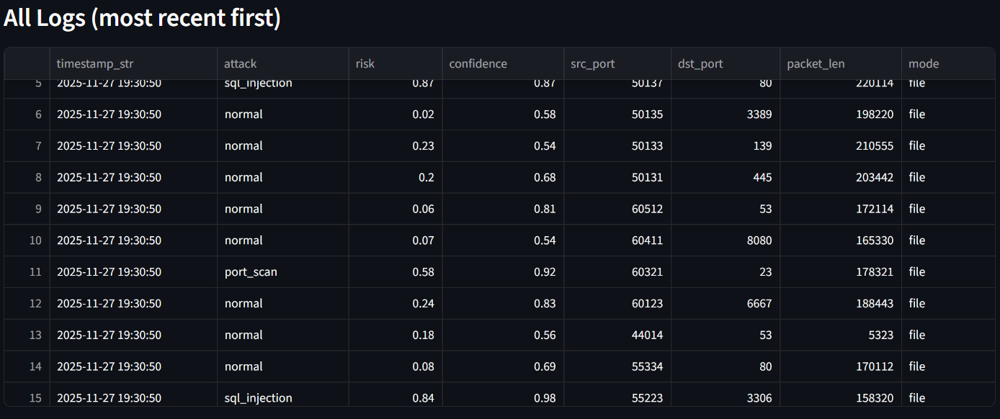 All Logs (most recent first)
timestamp_str attack risk confidence src_port dst_port packet_len mode
5 2025-11-27 19:30:50 sql_injection 0.87 0.87 50137 80 220114 file
6 2025-11-27 19:30:50 normal 0.02 0.58 50135 3389 198220 file
7 2025-11-27 19:30:50 normal 0.23 0.54 50133 139 210555 file
8 2025-11-27 19:30:50 normal 0.2 0.68 50131 445 203442 file
9 2025-11-27 19:30:50 normal 0.06 0.81 60512 53 172114 file
10 2025-11-27 19:30:50 normal 0.07 0.54 60411 8080 165330 file
11 2025-11-27 19:30:50 port_scan 0.58 0.92 60321 23 178321 file
12 2025-11-27 19:30:50 normal 0.24 0.83 60123 6667 188443 file
13 2025-11-27 19:30:50 normal 0.18 0.56 44014 53 5323 file
14 2025-11-27 19:30:50 normal 0.08 0.69 55334 80 170112 file
15 2025-11-27 19:30:50 sql_injection 0.84 0.98 55223 3306 158320 file